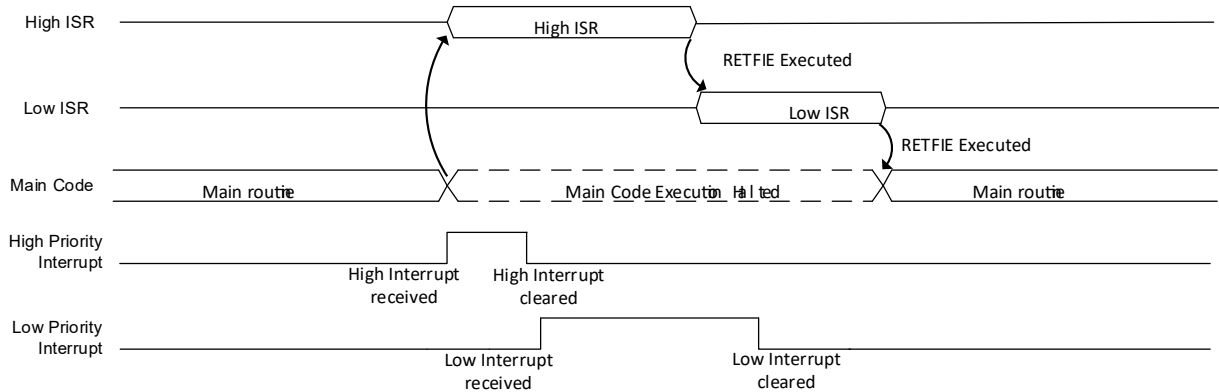 High ISR
High ISR
RETFIE Executed
Low ISR
Low ISR
RETFIE Executed
Main Code
Main routine
Main Code Execution Halted
Main routine
High Priority
Interrupt
High Interrupt
received
High Interrupt
cleared
Low Priority
Interrupt
Low Interrupt
received
Low Interrupt
cleared